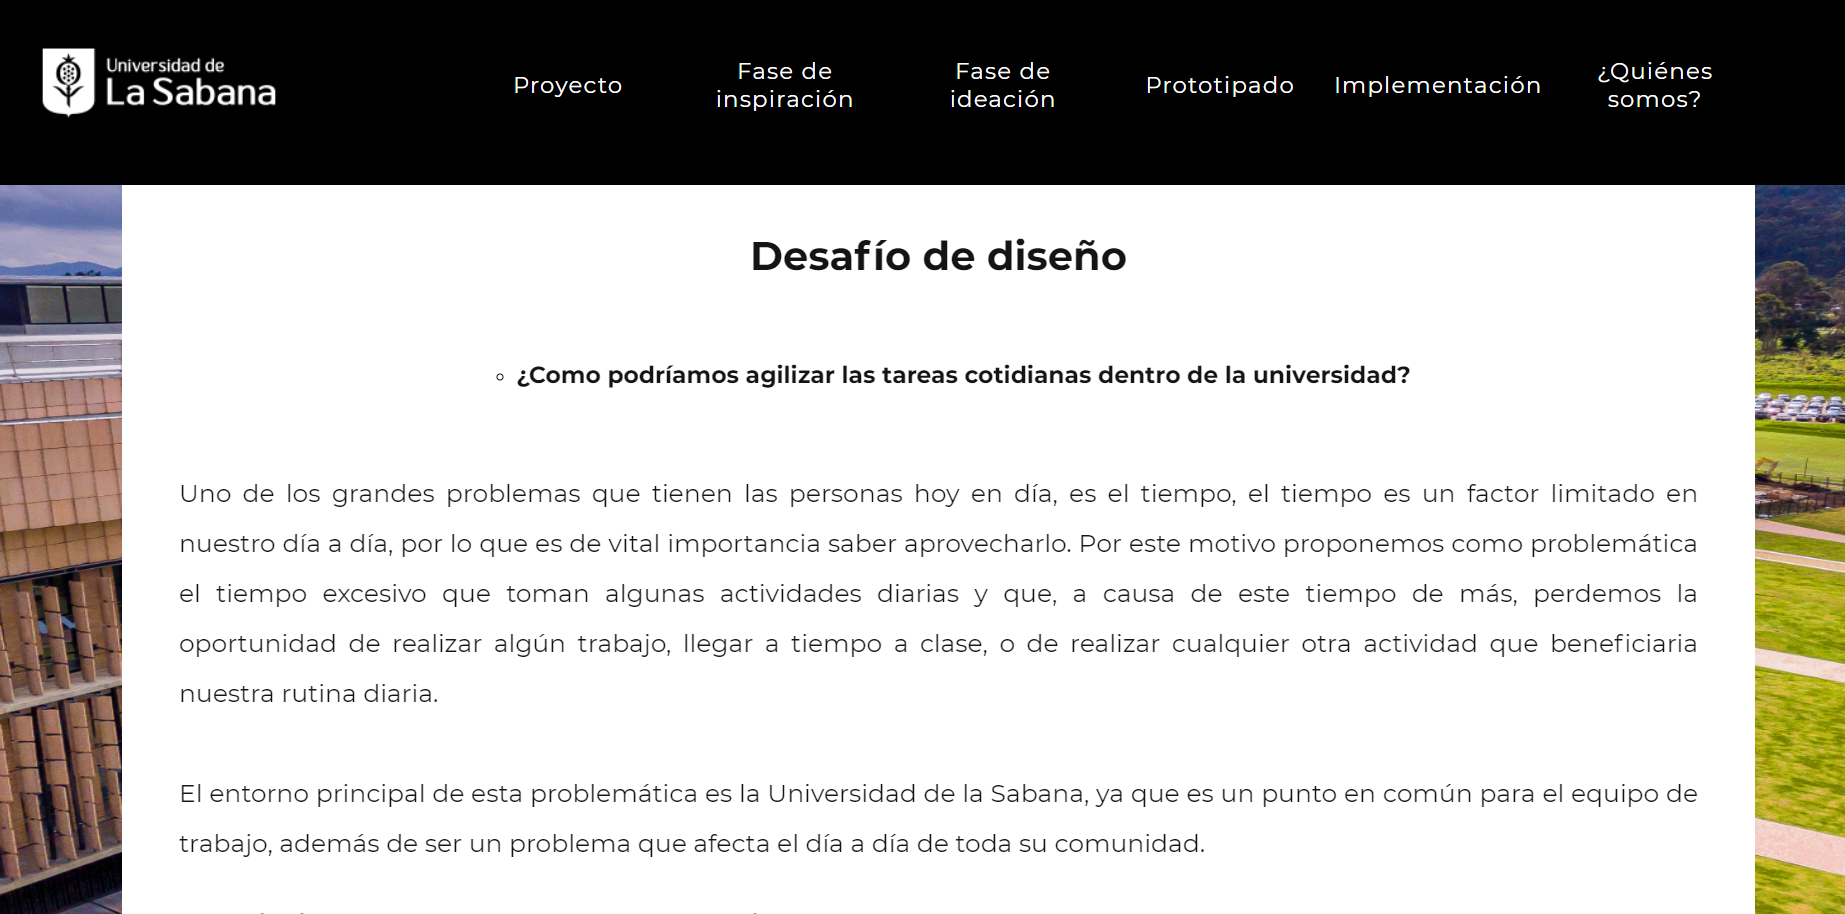 Universidad de
La Sabana
Proyecto
Fase de
inspiración
Fase de
ideación
Prototipado
Implementación
¿Quiénes
somos?
Desafío de diseño
¿Como podríamos agilizar las tareas cotidianas dentro de la universidad?
Uno de los grandes problemas que tienen las personas hoy en día, es el tiempo, el tiempo es un factor limitado en
nuestro día a día, por lo que es de vital importancia saber aprovecharlo. Por este motivo proponemos como problemática
el tiempo excesivo que toman algunas actividades diarias y que, a causa de este tiempo de más, perdemos la
oportunidad de realizar algún trabajo, llegar a tiempo a clase, o de realizar cualquier otra actividad que beneficiaria
nuestra rutina diaria.
El entorno principal de esta problemática es la Universidad de la Sabana, ya que es un punto en común para el equipo de
trabajo, además de ser un problema que afecta el día a día de toda su comunidad.